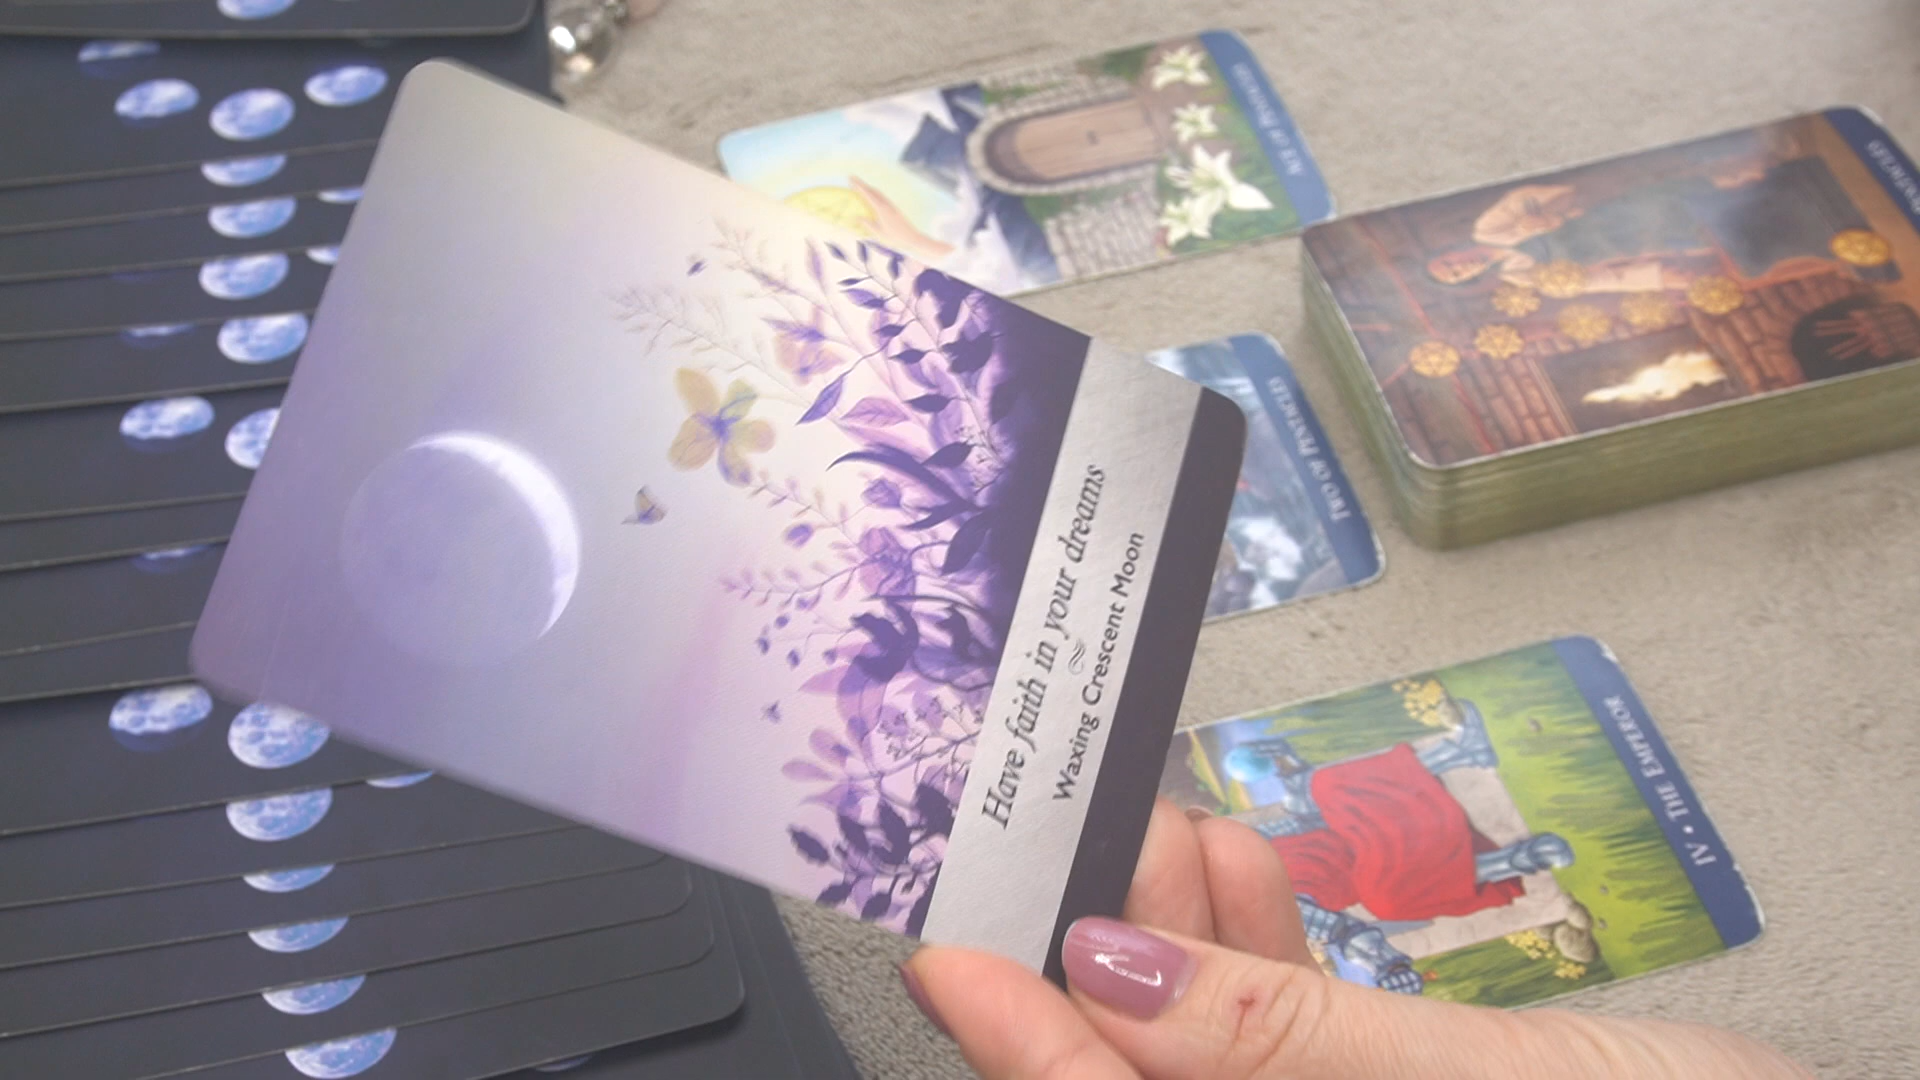 Have faith in your dreams
Waxing Crescent Moon
ACE OF PENTACLES
TWO OF PENTACLES
IV • THE EMPEROR